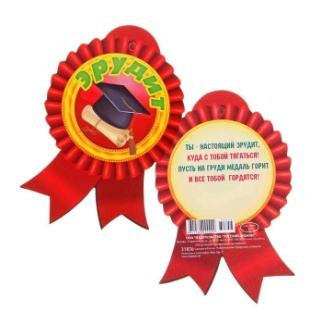 ЭРУДИТ
ТЫ - НАСТОЯЩИЙ ЭРУДИТ,
КУДА С ТОБОЙ ТЯГАТЬСЯ!
ПУСТЬ НА ГРУДИ МЕДАЛЬ ГОРИТ
И ВСЕ ТОБОЙ ГОРДЯТСЯ!